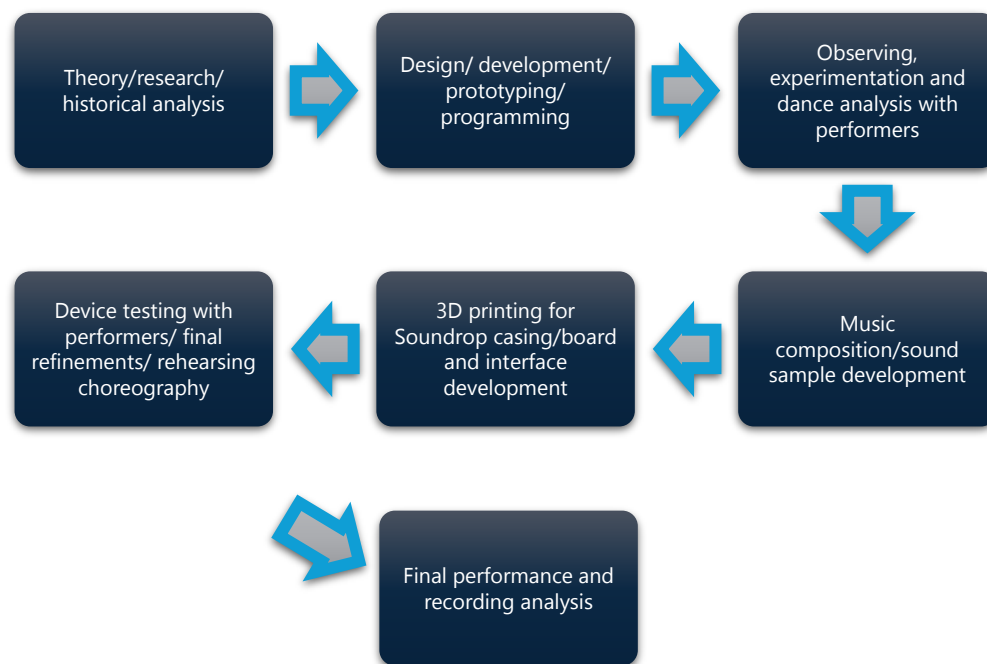 Theory/research/
historical analysis
Design/ development/
prototyping/
programming
Observing,
experimentation and
dance analysis with
performers
Music
composition/sound
sample development
3D printing for
Soundrop casing/board
and interface
development
Device testing with
performers/ final
refinements/ rehearsing
choreography
Final performance and
recording analysis